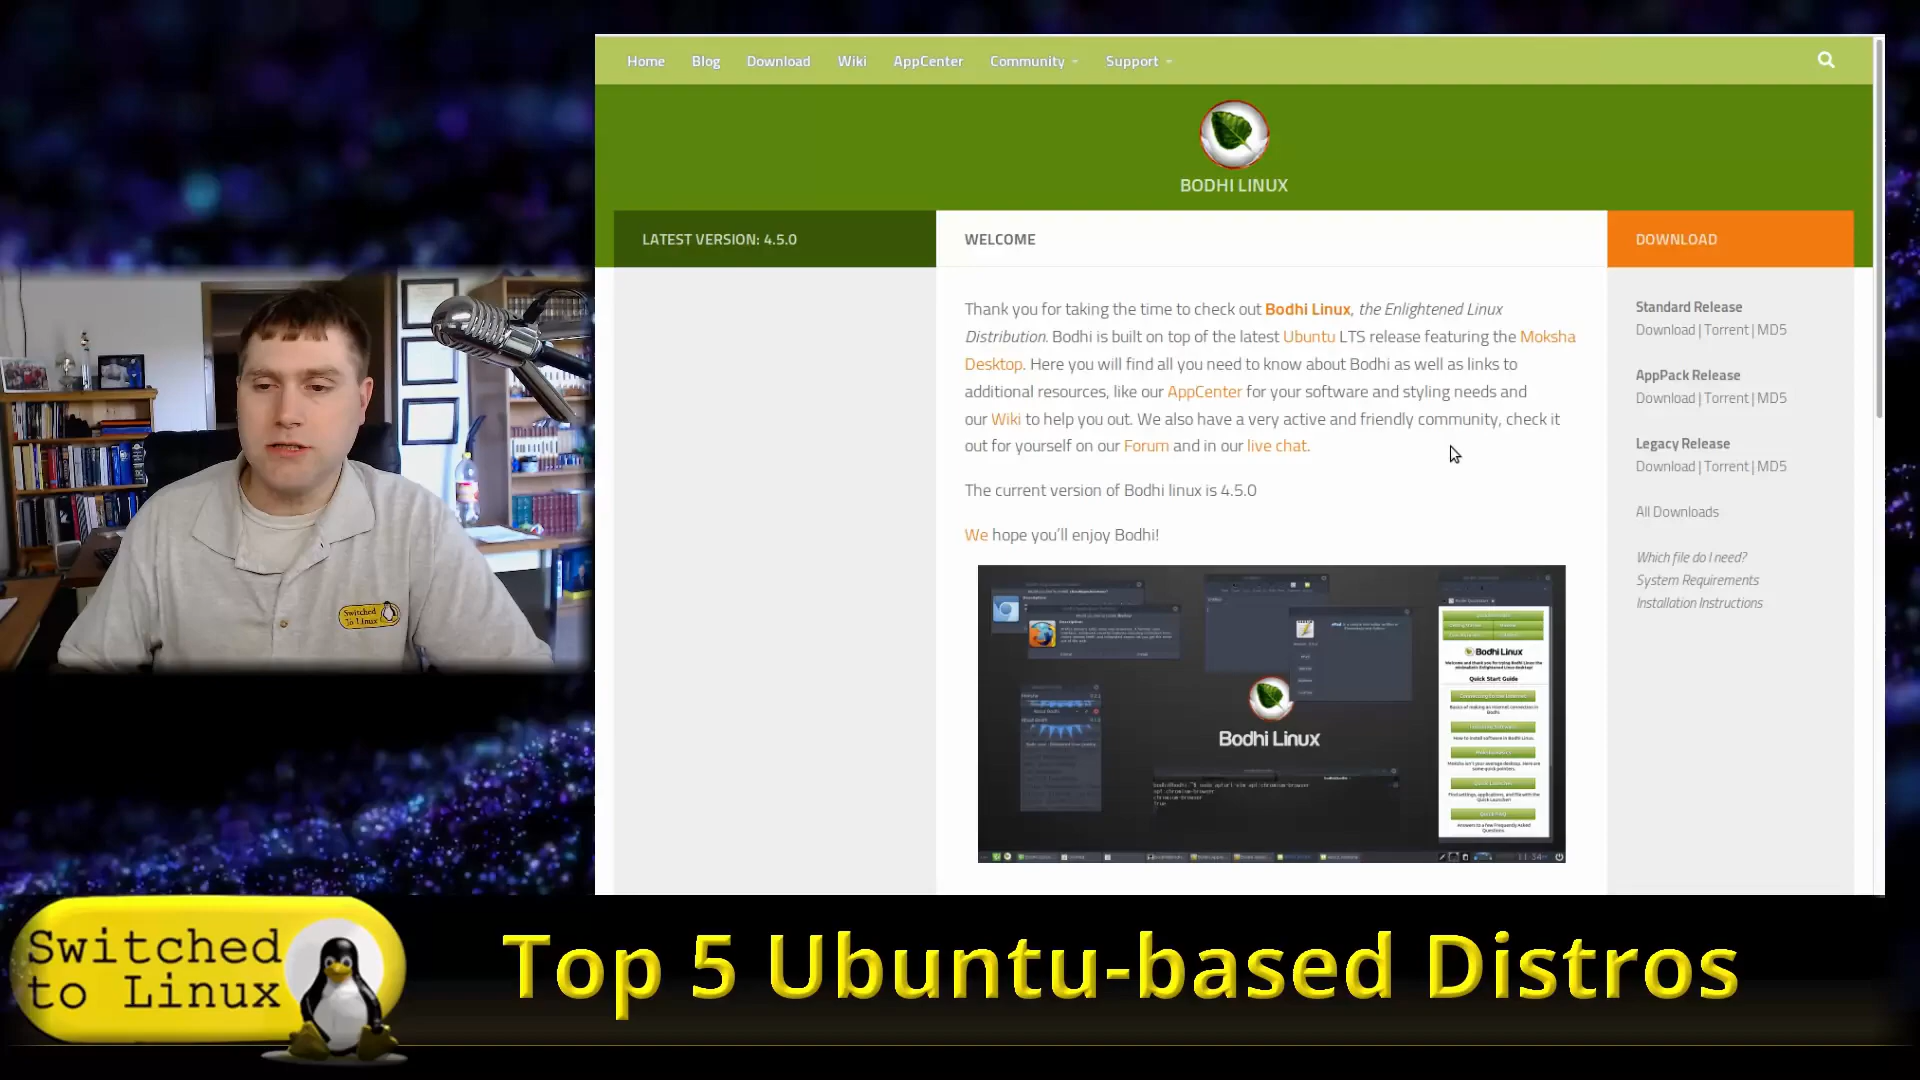 Home Blog Download Wiki AppCenter Community Support
BODHI LINUX
LATEST VERSION: 4.5.0
WELCOME
DOWNLOAD
Thank you for taking the time to check out Bodhi Linux, the Enlightened Linux
Distribution. Bodhi is built on top of the latest Ubuntu LTS release featuring the Moksha
Desktop. Here you will find all you need to know about Bodhi as well as links to
additional resources, like our AppCenter for your software and styling needs and
our Wiki to help you out. We also have a very active and friendly community, check it
out for yourself on our Forum and in our live chat.
The current version of Bodhi linux is 4.5.0
We hope you'll enjoy Bodhi!
Standard Release
Download | Torrent | MD5
AppPack Release
Download | Torrent | MD5
Legacy Release
Download | Torrent | MD5
All Downloads
Which file do I need?
System Requirements
Installation Instructions
Bodhi Linux
Bodhi Linux
Quick Start Guide
Switched
to Linux
Switched
to Linux
Top 5 Ubuntu-based Distros